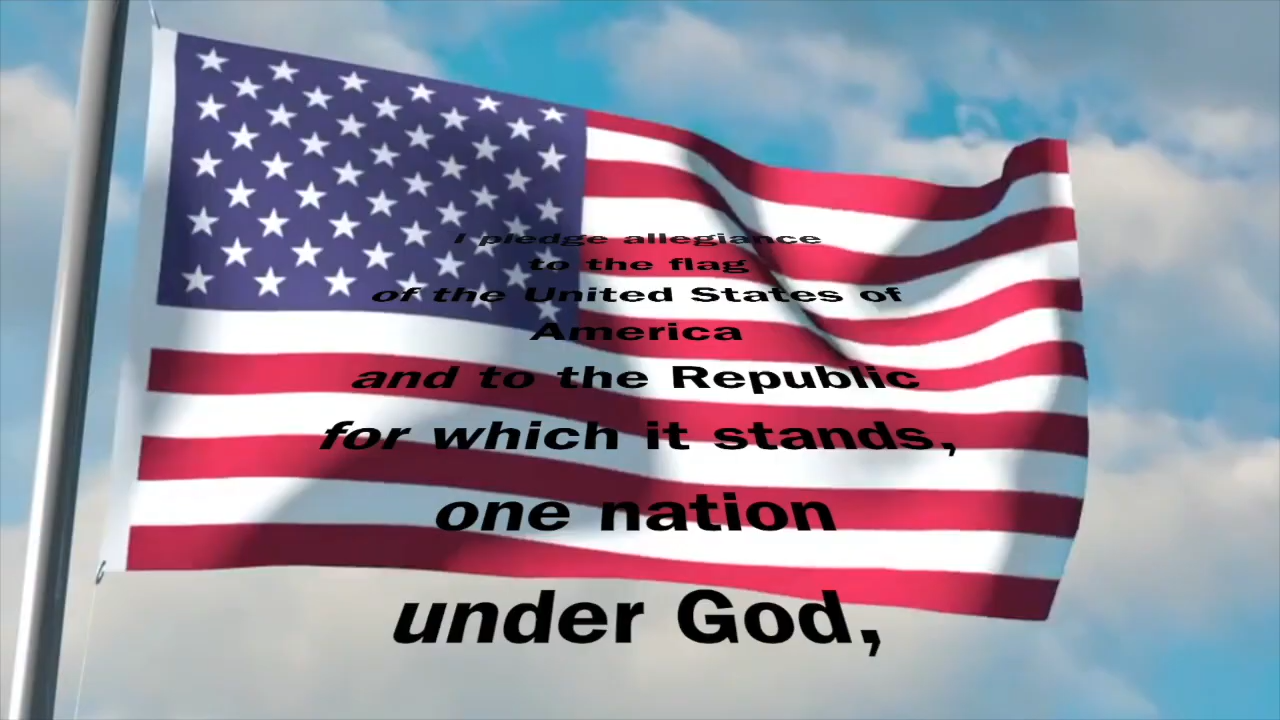 I pledge allegiance
to the flag
of the United States of
America
and to the Republic
for which it stands,
one nation
under God,